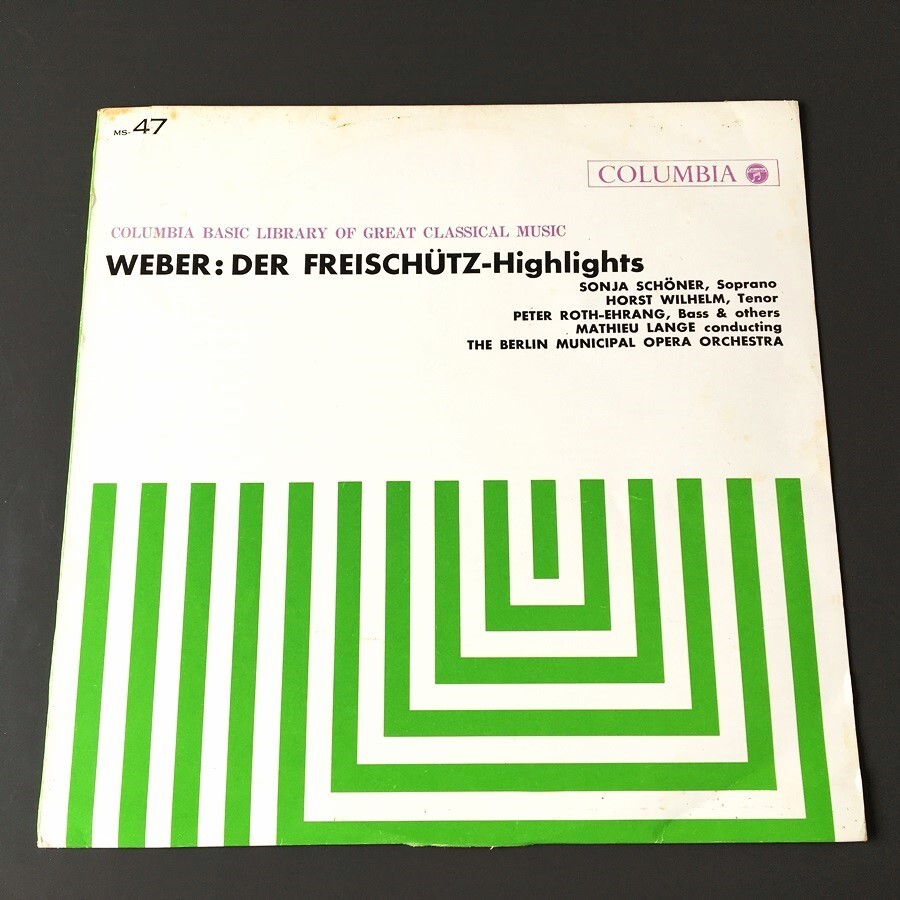 MS-47
COLUMBIA
COLUMBIA BASIC LIBRARY OF GREAT CLASSICAL MUSIC
WEBER: DER FREISCHÜTZ-Highlights
SONJA SCHÖNER, Soprano
HORST WILHELM, Tenor
PETER ROTH-EHRANG, Bass & others
MATHIEU LANGE conducting
THE BERLIN MUNICIPAL OPERA ORCHESTRA